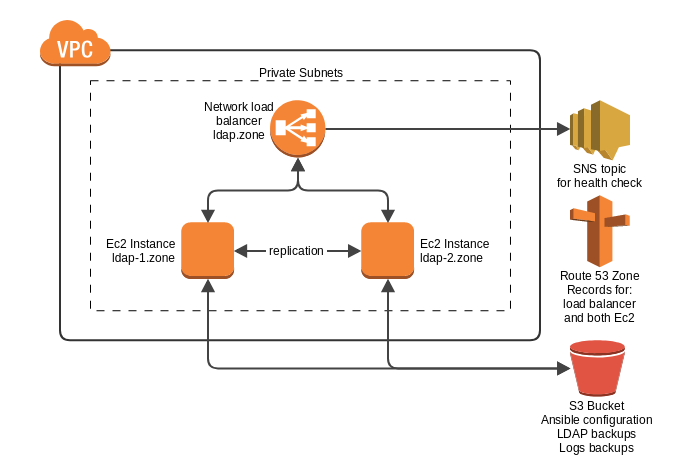 VPC
Private Subnets
Network load
balancer
ldap.zone
SNS topic
for health check
Ec2 Instance
ldap-1.zone
replication
Ec2 Instance
ldap-2.zone
Route 53 Zone
Records for:
load balancer
and both Ec2
S3 Bucket
Ansible configuration
LDAP backups
Logs backups